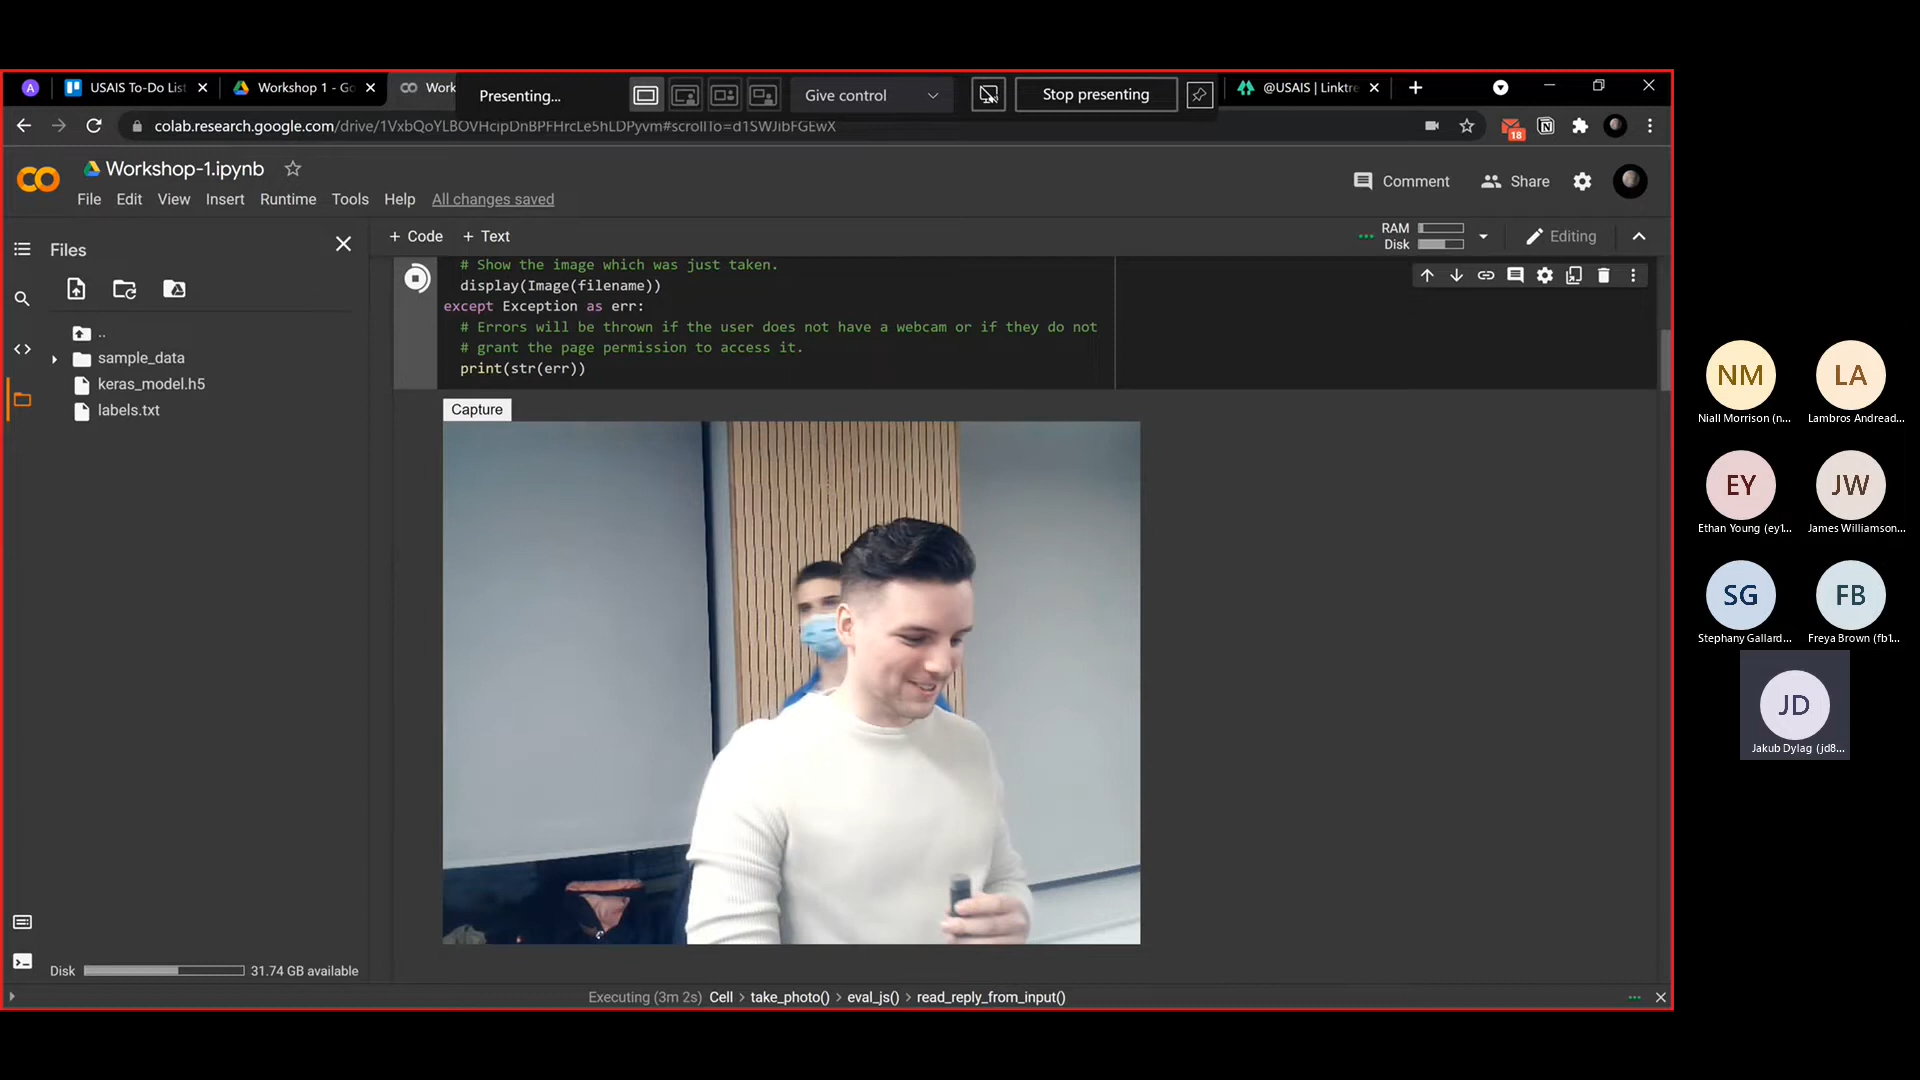 A
USAIS To-Do List
Workshop 1 - Go
Work
Presenting...
Give control
Stop presenting
@USAIS | Linktre
colab.research.google.com/drive/1VxbQoYLBOVHcipDnBPFHrcLe5hLDPyvm#scrollTo=d1SWJibFGEwX
18
Workshop-1.ipynb
File Edit View Insert Runtime Tools Help All changes saved
Comment
Share
Files
+ Code + Text
RAM
Disk
Editing
# Show the image which was just taken.
display(Image(filename))
except Exception as err:
# Errors will be thrown if the user does not have a webcam or if they do not
# grant the page permission to access it.
print(str(err))
..
sample_data
keras_model.h5
labels.txt
Capture
Disk
31.74 GB available
Executing (3m 2s) Cell > take_photo() > eval_js() > read_reply_from_input()
NM
Niall Morrison (n...
LA
Lambros Andread...
EY
Ethan Young (ey1...
JW
James Williamson...
SG
Stephany Gallard...
FB
Freya Brown (fb1...
JD
Jakub Dylag (jd8...